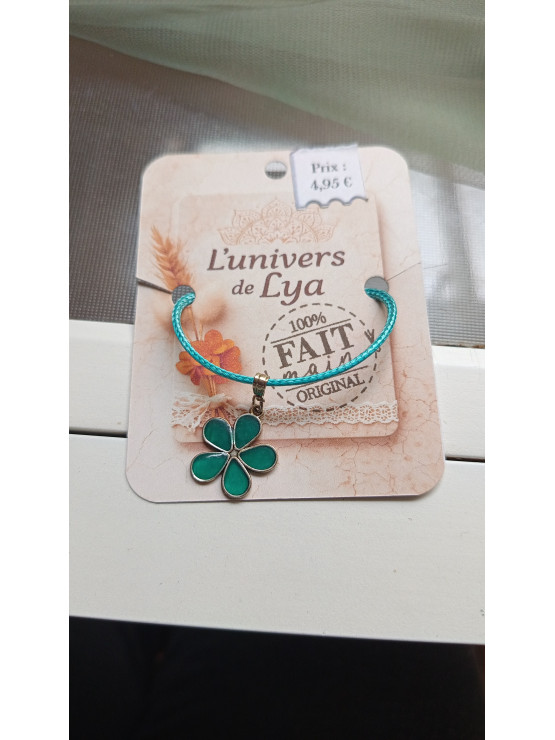 Prix :
4,95 €
L'univers
de Lya
100%
FAIT
main
ORIGINAL